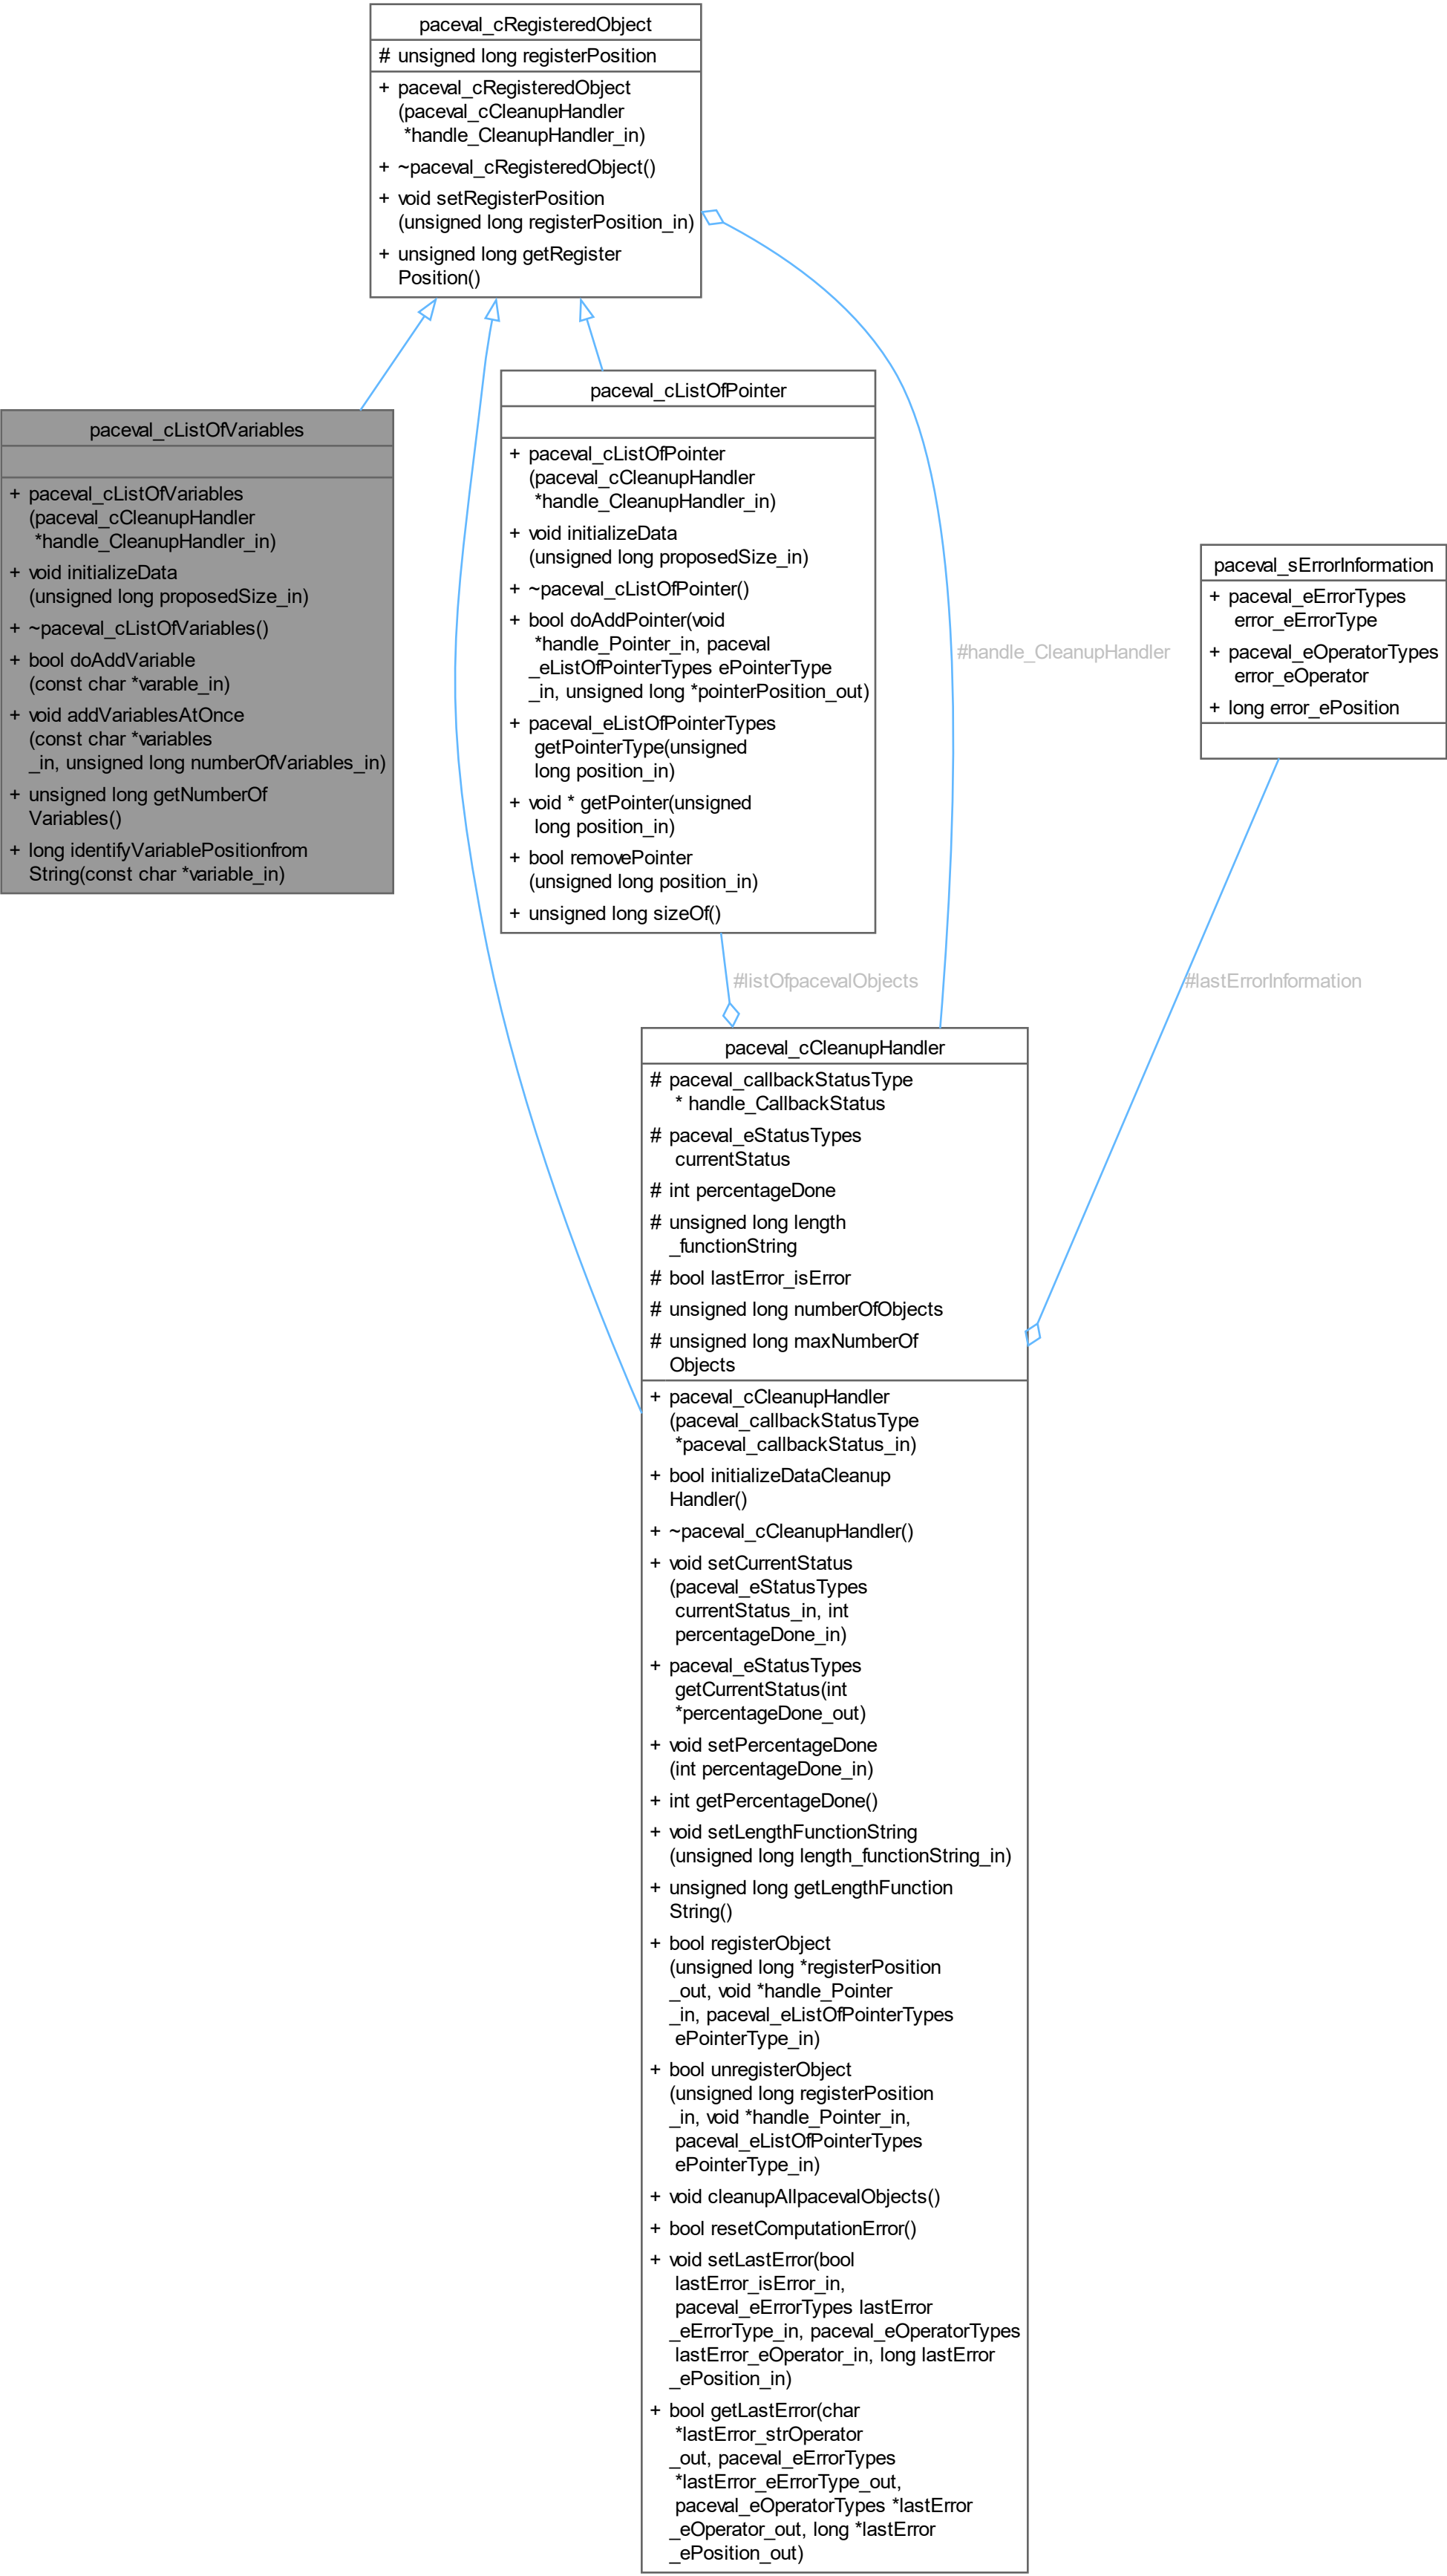 paceval_cRegisteredObject
# unsigned long registerPosition
+ paceval_cRegisteredObject
(paceval_cCleanupHandler
*handle_CleanupHandler_in)
+ ~paceval_cRegisteredObject()
+ void setRegisterPosition
(unsigned long registerPosition_in)
+ unsigned long getRegister
Position()
paceval_cListOfVariables
+ paceval_cListOfVariables
(paceval_cCleanupHandler
*handle_CleanupHandler_in)
+ void initializeData
(unsigned long proposedSize_in)
+ ~paceval_cListOfVariables()
+ bool doAddVariable
(const char *varable_in)
+ void addVariablesAtOnce
(const char *variables
_in, unsigned long numberOfVariables_in)
+ unsigned long getNumberOf
Variables()
+ long identifyVariablePositionfrom
String(const char *variable_in)
paceval_cListOfPointer
+ paceval_cListOfPointer
(paceval_cCleanupHandler
*handle_CleanupHandler_in)
+ void initializeData
(unsigned long proposedSize_in)
+ ~paceval_cListOfPointer()
+ bool doAddPointer(void
*handle_Pointer_in, paceval
_eListOfPointerTypes ePointerType
_in, unsigned long *pointerPosition_out)
+ paceval_eListOfPointerTypes
getPointerType(unsigned
long position_in)
+ void * getPointer(unsigned
long position_in)
+ bool removePointer
(unsigned long position_in)
+ unsigned long sizeOf()
#handle_CleanupHandler
paceval_sErrorInformation
+ paceval_eErrorTypes
error_eErrorType
+ paceval_eOperatorTypes
error_eOperator
+ long error_ePosition
#listOfpacevalObjects
#lastErrorInformation
paceval_cCleanupHandler
# paceval_callbackStatusType
* handle_CallbackStatus
# paceval_eStatusTypes
currentStatus
# int percentageDone
# unsigned long length
_functionString
# bool lastError_isError
# unsigned long numberOfObjects
# unsigned long maxNumberOf
Objects
+ paceval_cCleanupHandler
(paceval_callbackStatusType
*paceval_callbackStatus_in)
+ bool initializeDataCleanup
Handler()
+ ~paceval_cCleanupHandler()
+ void setCurrentStatus
(paceval_eStatusTypes
currentStatus_in, int
percentageDone_in)
+ paceval_eStatusTypes
getCurrentStatus(int
*percentageDone_out)
+ void setPercentageDone
(int percentageDone_in)
+ int getPercentageDone()
+ void setLengthFunctionString
(unsigned long length_functionString_in)
+ unsigned long getLengthFunction
String()
+ bool registerObject
(unsigned long *registerPosition
_out, void *handle_Pointer
_in, paceval_eListOfPointerTypes
ePointerType_in)
+ bool unregisterObject
(unsigned long registerPosition
_in, void *handle_Pointer_in,
paceval_eListOfPointerTypes
ePointerType_in)
+ void cleanupAllpacevalObjects()
+ bool resetComputationError()
+ void setLastError(bool
lastError_isError_in,
paceval_eErrorTypes lastError
_eErrorType_in, paceval_eOperatorTypes
lastError_eOperator_in, long lastError
_ePosition_in)
+ bool getLastError(char
*lastError_strOperator
_out, paceval_eErrorTypes
*lastError_eErrorType_out,
paceval_eOperatorTypes *lastError
_eOperator_out, long *lastError
_ePosition_out)